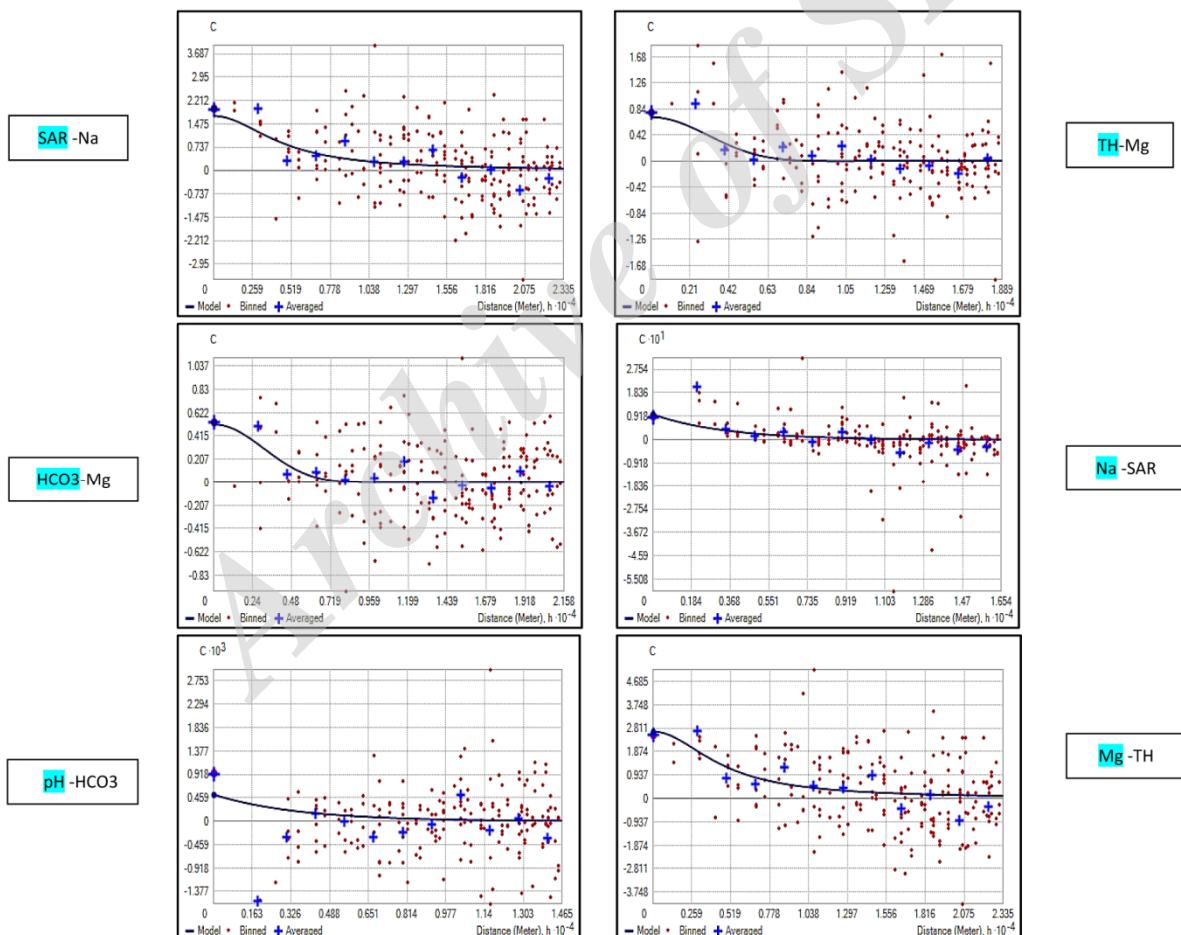 SAR -Na
C
3.687
2.95
2.212
1.475
0.737
0
-0.737
-1.475
-2.212
-2.95
0 0.259 0.519 0.778 1.038 1.297 1.556 1.816 2.075 2.335
Model Binned Averaged Distance (Meter), h ·10⁻⁴
C
1.68
1.26
0.84
0.42
0
-0.42
-0.84
-1.26
-1.68
0 0.21 0.42 0.63 0.84 1.05 1.259 1.469 1.679 1.889
Model Binned Averaged Distance (Meter), h ·10⁻⁴
TH-Mg
HCO3-Mg
C
1.037
0.83
0.622
0.415
0.207
0
-0.207
-0.415
-0.622
-0.83
0 0.24 0.48 0.719 0.959 1.199 1.439 1.679 1.918 2.158
Model Binned Averaged Distance (Meter), h ·10⁻⁴
C ·10¹
2.754
1.836
0.918
0
-0.918
-1.836
-2.754
-3.672
-4.59
-5.508
0 0.184 0.368 0.551 0.735 0.919 1.103 1.286 1.47 1.654
Model Binned Averaged Distance (Meter), h ·10⁻⁴
Na -SAR
pH -HCO3
C ·10³
2.753
2.294
1.836
1.377
0.918
0.459
0
-0.459
-0.918
-1.377
0 0.163 0.326 0.488 0.651 0.814 0.977 1.14 1.303 1.465
Model Binned Averaged Distance (Meter), h ·10⁻⁴
C
4.685
3.748
2.811
1.874
0.937
0
-0.937
-1.874
-2.811
-3.748
0 0.259 0.519 0.778 1.038 1.297 1.556 1.816 2.075 2.335
Model Binned Averaged Distance (Meter), h ·10⁻⁴
Mg -TH
Archive of S